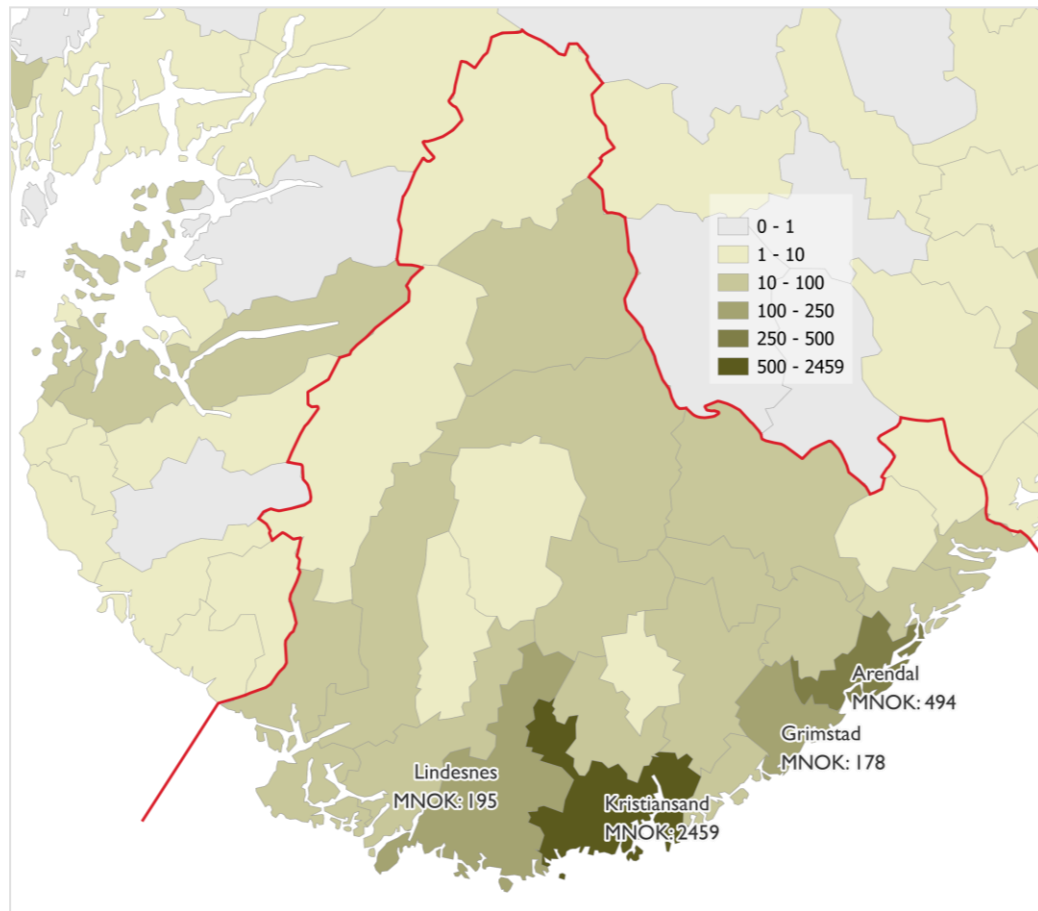 0 - 1
1 - 10
10 - 100
100 - 250
250 - 500
500 - 2459
Arendal
MNOK: 494
Grimstad
MNOK: 178
Lindesnes
MNOK: 195
Kristiansand
MNOK: 2459